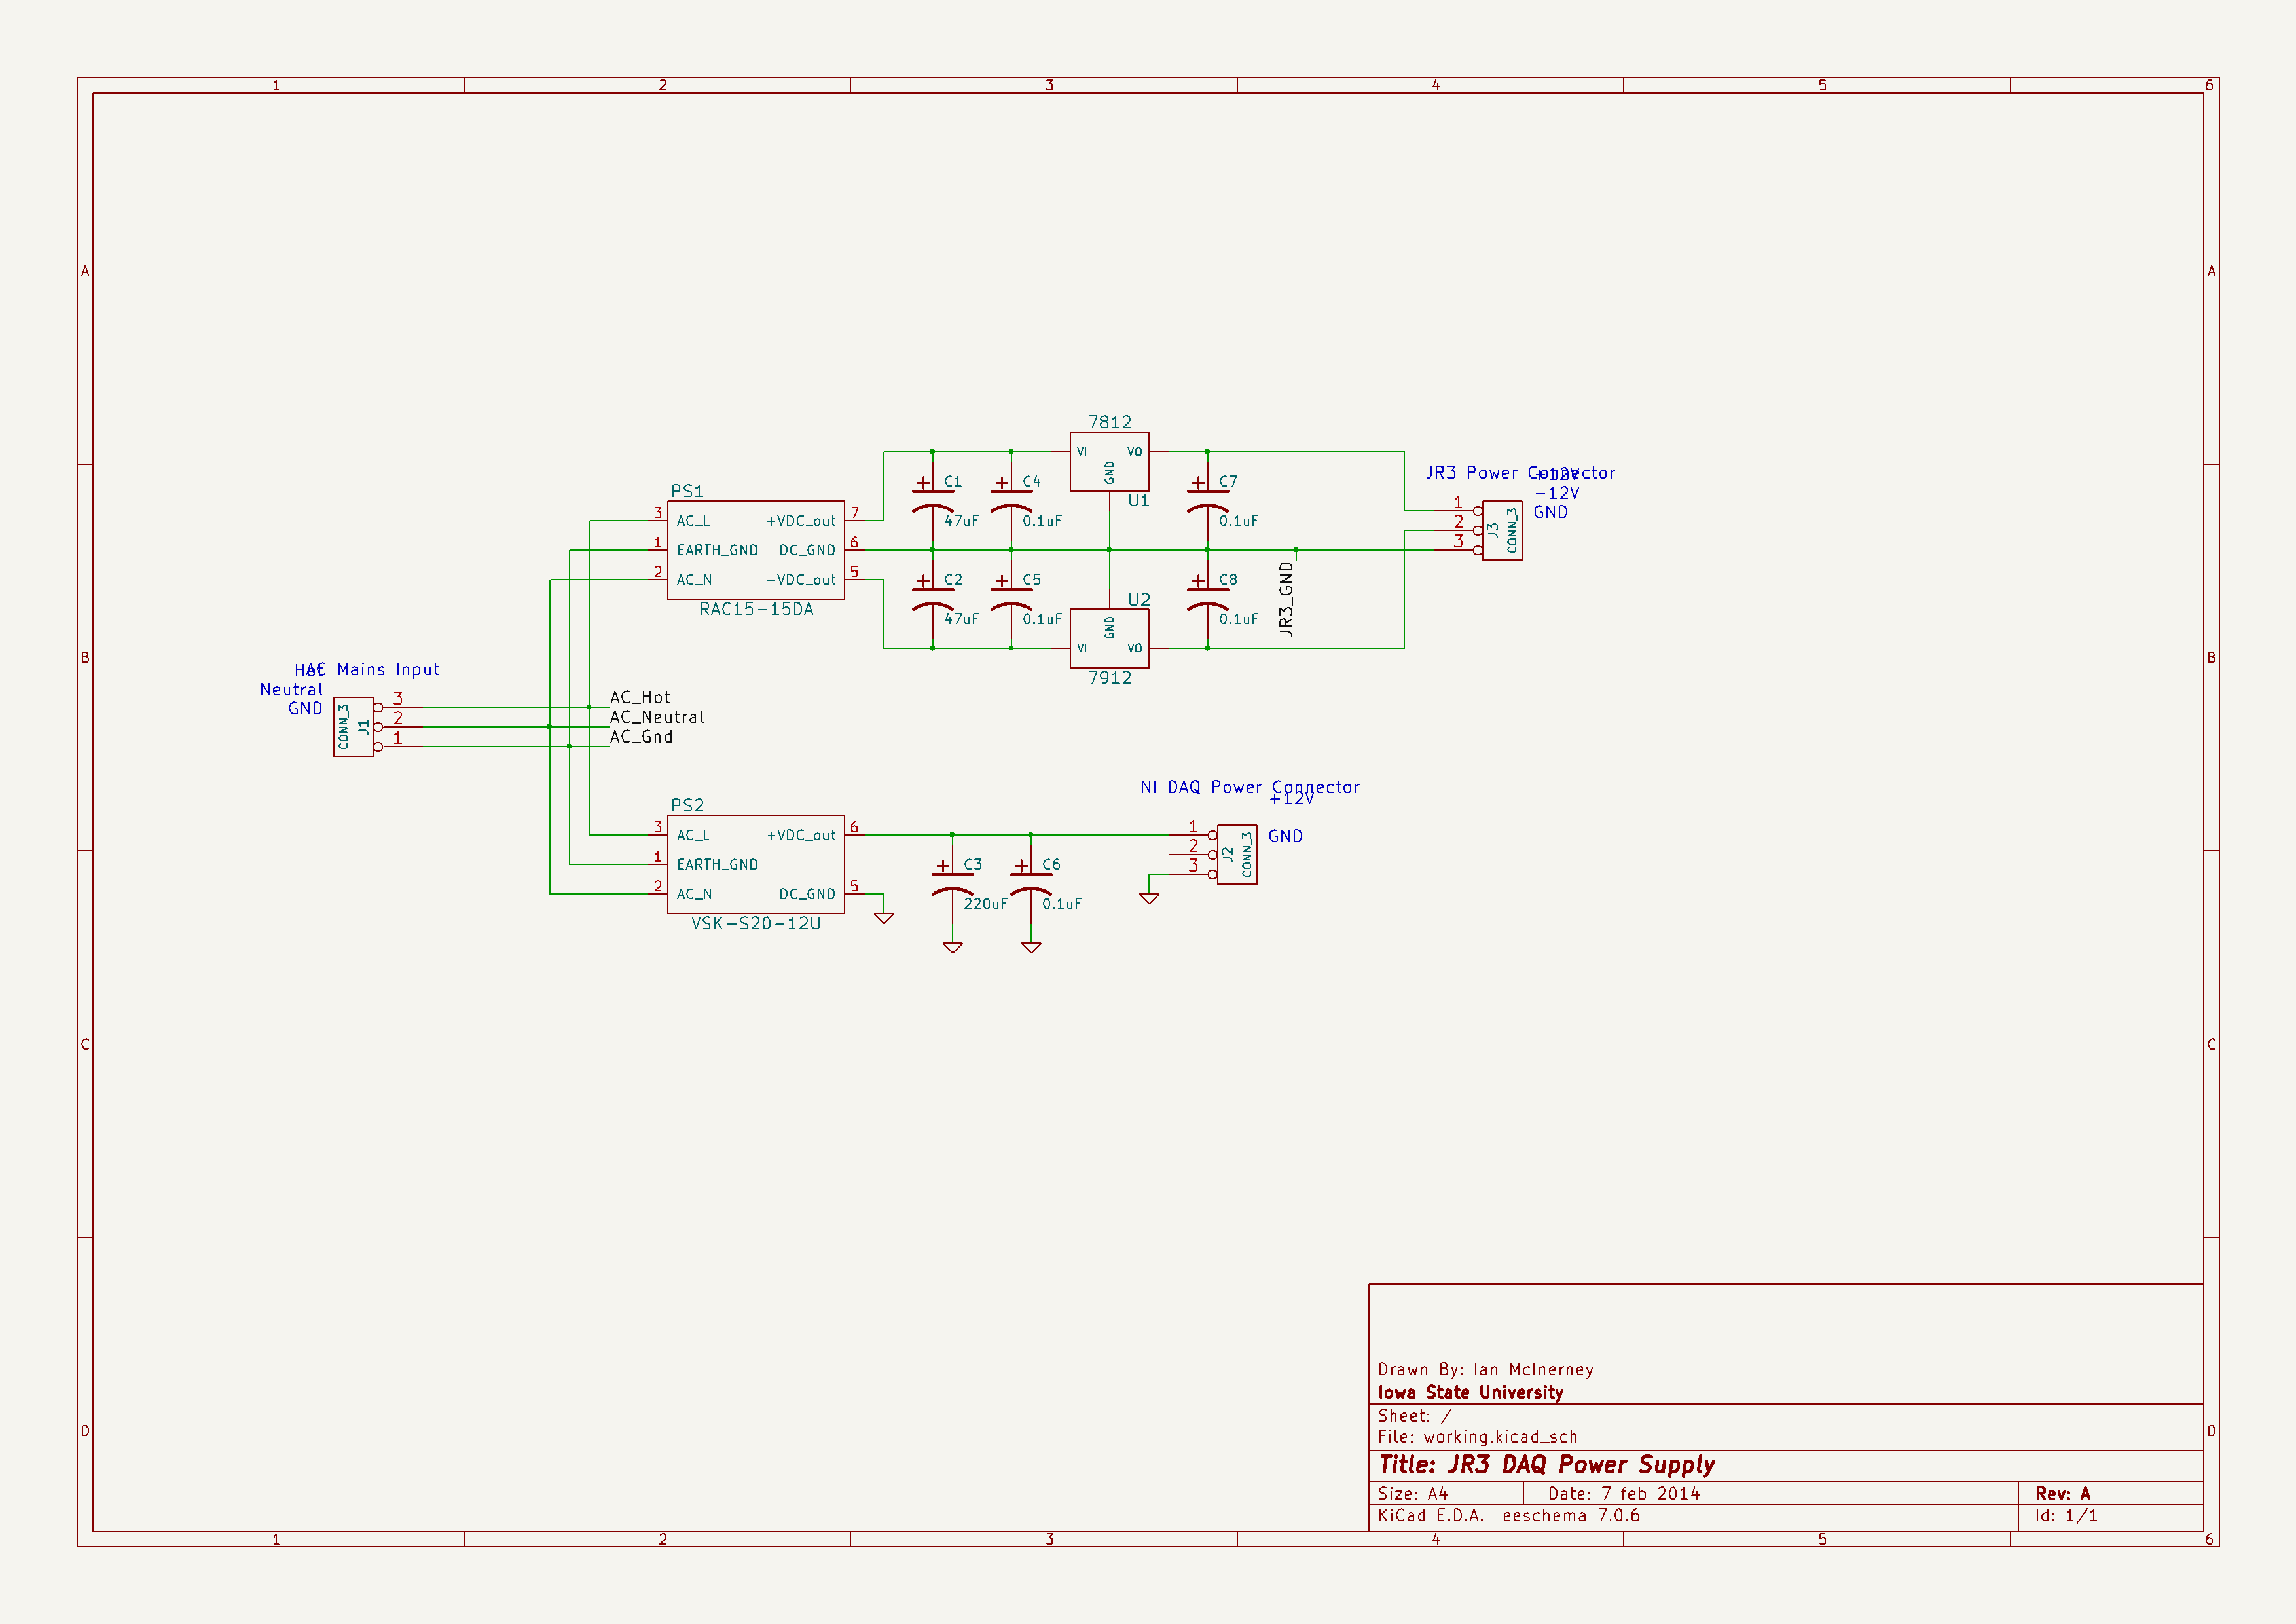 1 2 3 4 5 6
A A
7812
VI VO
GND
U1
C1
47uF
C4
0.1uF
C7
0.1uF
JR3 Power Connector
+12V
-12V
GND
1
2
3
J3
CONN_3
PS1
3 AC_L +VDC_out 7
1 EARTH_GND DC_GND 6
2 AC_N -VDC_out 5
RAC15-15DA
C2
47uF
C5
0.1uF
C8
0.1uF
JR3_GND
U2
GND
VI VO
7912
B B
AC Mains Input
Hot
Neutral
GND
3
2
1
CONN_3
J1
AC_Hot
AC_Neutral
AC_Gnd
NI DAQ Power Connector
+12V
GND
1
2
3
J2
CONN_3
PS2
3 AC_L +VDC_out 6
1 EARTH_GND
2 AC_N DC_GND 5
VSK-S20-12U
C3
220uF
C6
0.1uF
C C
D D
Drawn By: Ian McInerney
Iowa State University
Sheet: /
File: working.kicad_sch
Title: JR3 DAQ Power Supply
Size: A4 Date: 7 feb 2014 Rev: A
KiCad E.D.A. eeschema 7.0.6 Id: 1/1
1 2 3 4 5 6